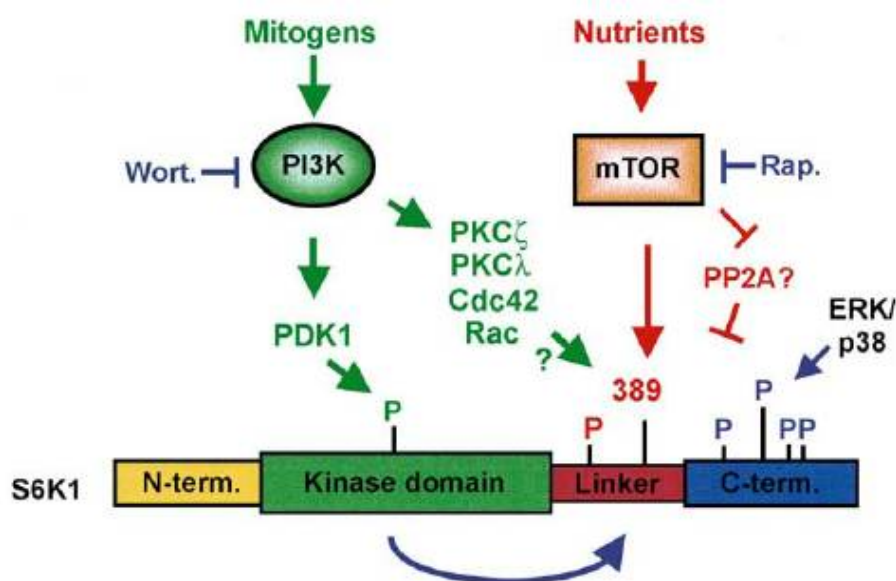 Mitogens
Nutrients
Wort.
PI3K
mTOR
Rap.
PKCζ
PKCλ
Cdc42
Rac
?
PP2A?
ERK/
p38
PDK1
389
P
P
P
P
PP
S6K1
N-term.
Kinase domain
Linker
C-term.